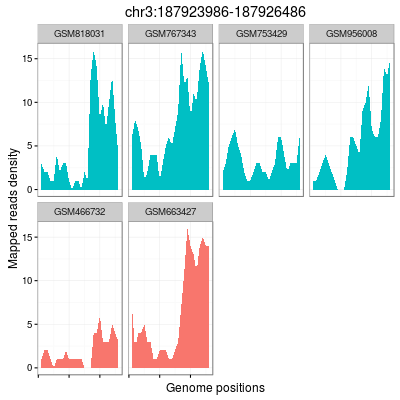 chr3:187923986-187926486
GSM818031 GSM767343 GSM753429 GSM956008
15
10
5
0
GSM466732 GSM663427
15
10
5
0
Mapped reads density
Genome positions